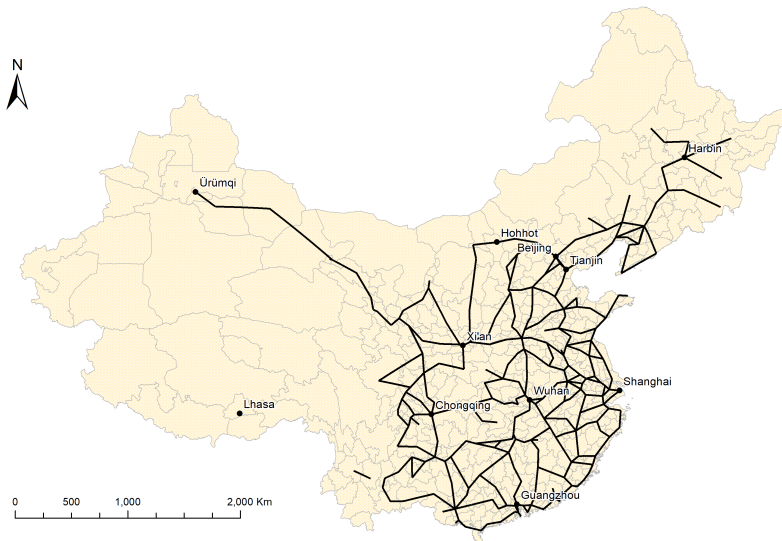 N
Harbin
Ürümqi
Hohhot
Beijing
Tianjin
Xi'an
Shanghai
Wuhan
Lhasa
Chongqing
Guangzhou
0 500 1,000 2,000 Km